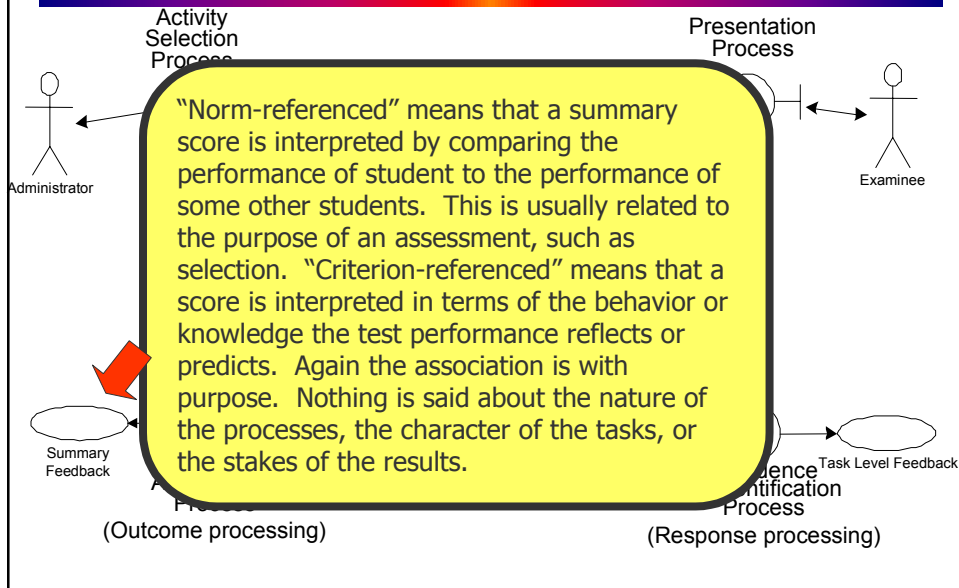 Activity
Selection
Process
Presentation
Process
Administrator
Examinee
“Norm-referenced” means that a summary
score is interpreted by comparing the
performance of student to the performance of
some other students.  This is usually related to
the purpose of an assessment, such as
selection.  “Criterion-referenced” means that a
score is interpreted in terms of the behavior or
knowledge the test performance reflects or
predicts.  Again the association is with
purpose.  Nothing is said about the nature of
the processes, the character of the tasks, or
the stakes of the results.
Summary
Feedback
Process
(Outcome processing)
Task Level Feedback
Process
(Response processing)